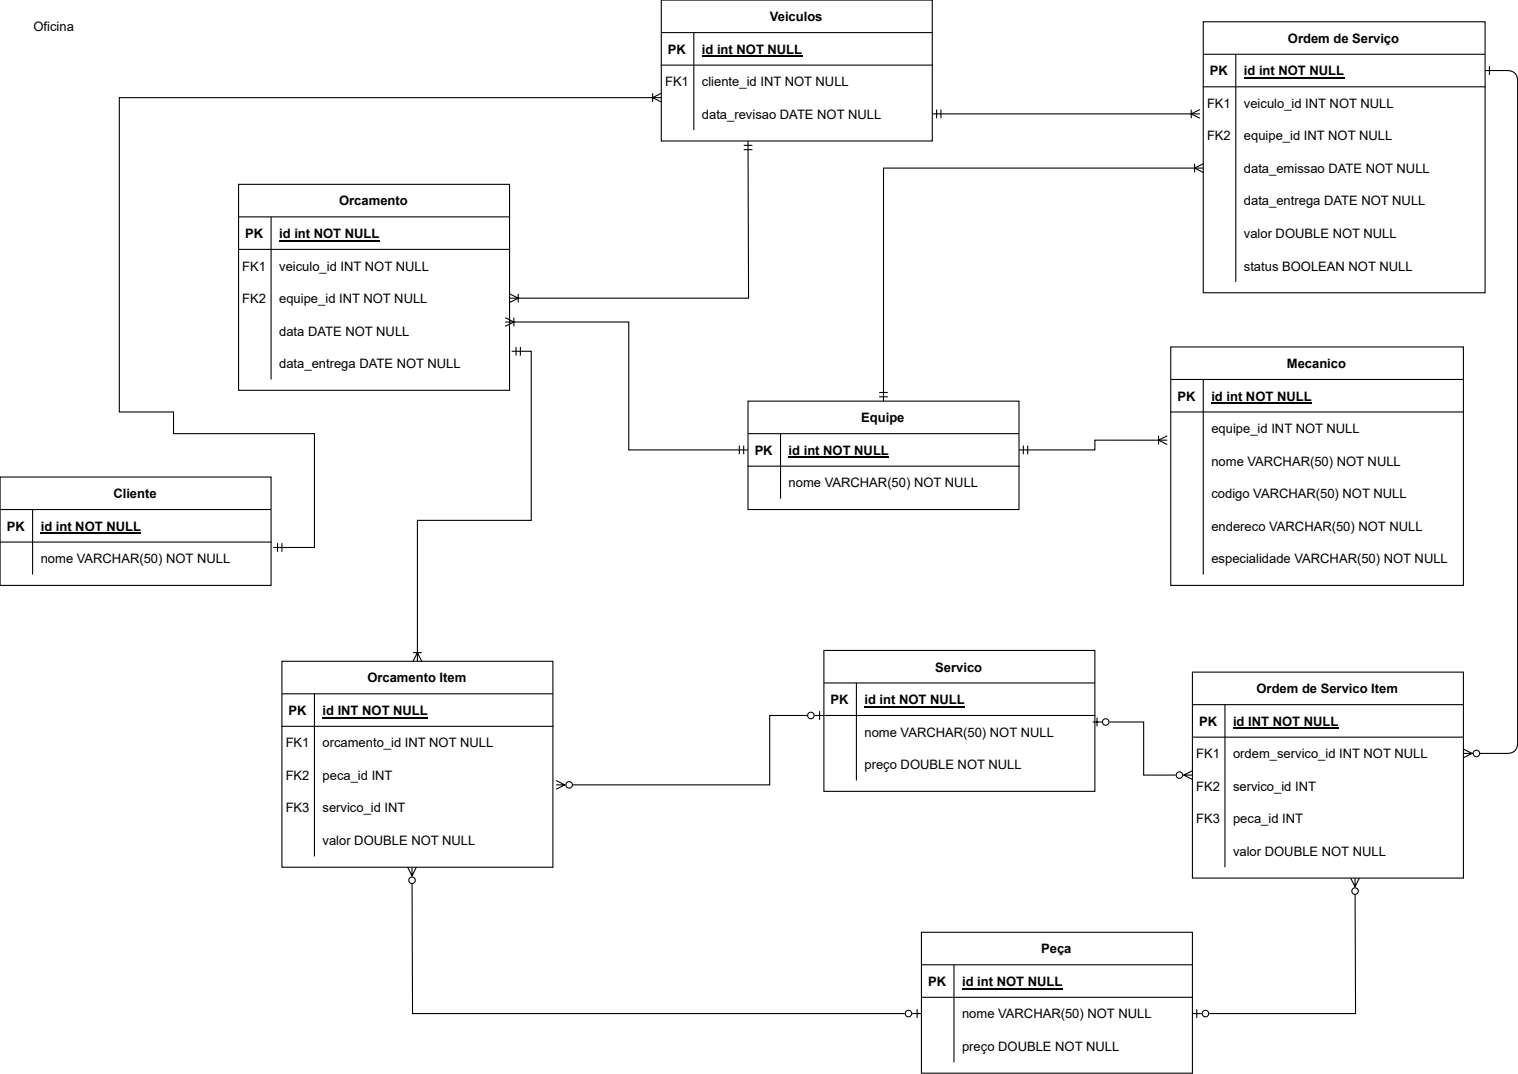 Oficina
Veiculos
PK id int NOT NULL
FK1 cliente_id INT NOT NULL
data_revisao DATE NOT NULL
Ordem de Serviço
PK id int NOT NULL
FK1 veiculo_id INT NOT NULL
FK2 equipe_id INT NOT NULL
data_emissao DATE NOT NULL
data_entrega DATE NOT NULL
valor DOUBLE NOT NULL
status BOOLEAN NOT NULL
Orcamento
PK id int NOT NULL
FK1 veiculo_id INT NOT NULL
FK2 equipe_id INT NOT NULL
data DATE NOT NULL
data_entrega DATE NOT NULL
Mecanico
PK id int NOT NULL
equipe_id INT NOT NULL
nome VARCHAR(50) NOT NULL
codigo VARCHAR(50) NOT NULL
endereco VARCHAR(50) NOT NULL
especialidade VARCHAR(50) NOT NULL
Equipe
PK id int NOT NULL
nome VARCHAR(50) NOT NULL
Cliente
PK id int NOT NULL
nome VARCHAR(50) NOT NULL
Orcamento Item
PK id INT NOT NULL
FK1 orcamento_id INT NOT NULL
FK2 peca_id INT
FK3 servico_id INT
valor DOUBLE NOT NULL
Servico
PK id int NOT NULL
nome VARCHAR(50) NOT NULL
preço DOUBLE NOT NULL
Ordem de Servico Item
PK id INT NOT NULL
FK1 ordem_servico_id INT NOT NULL
FK2 servico_id INT
FK3 peca_id INT
valor DOUBLE NOT NULL
Peça
PK id int NOT NULL
nome VARCHAR(50) NOT NULL
preço DOUBLE NOT NULL